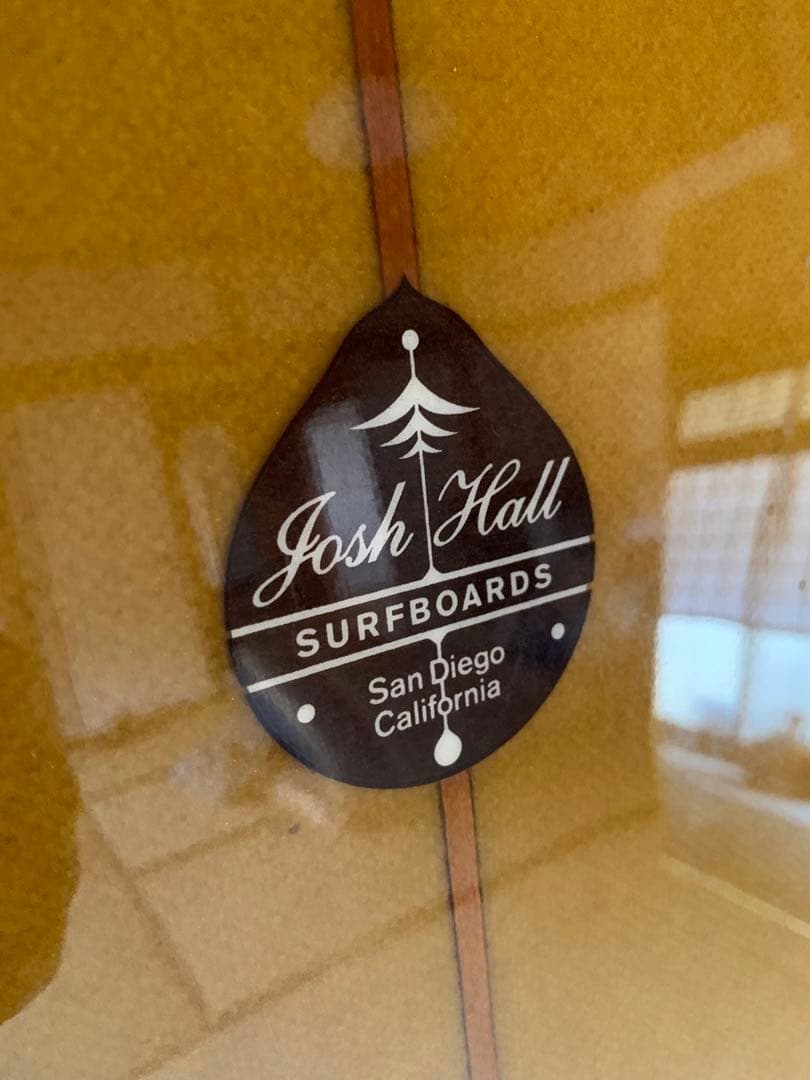 Josh Hall
SURFBOARDS
San Diego
California